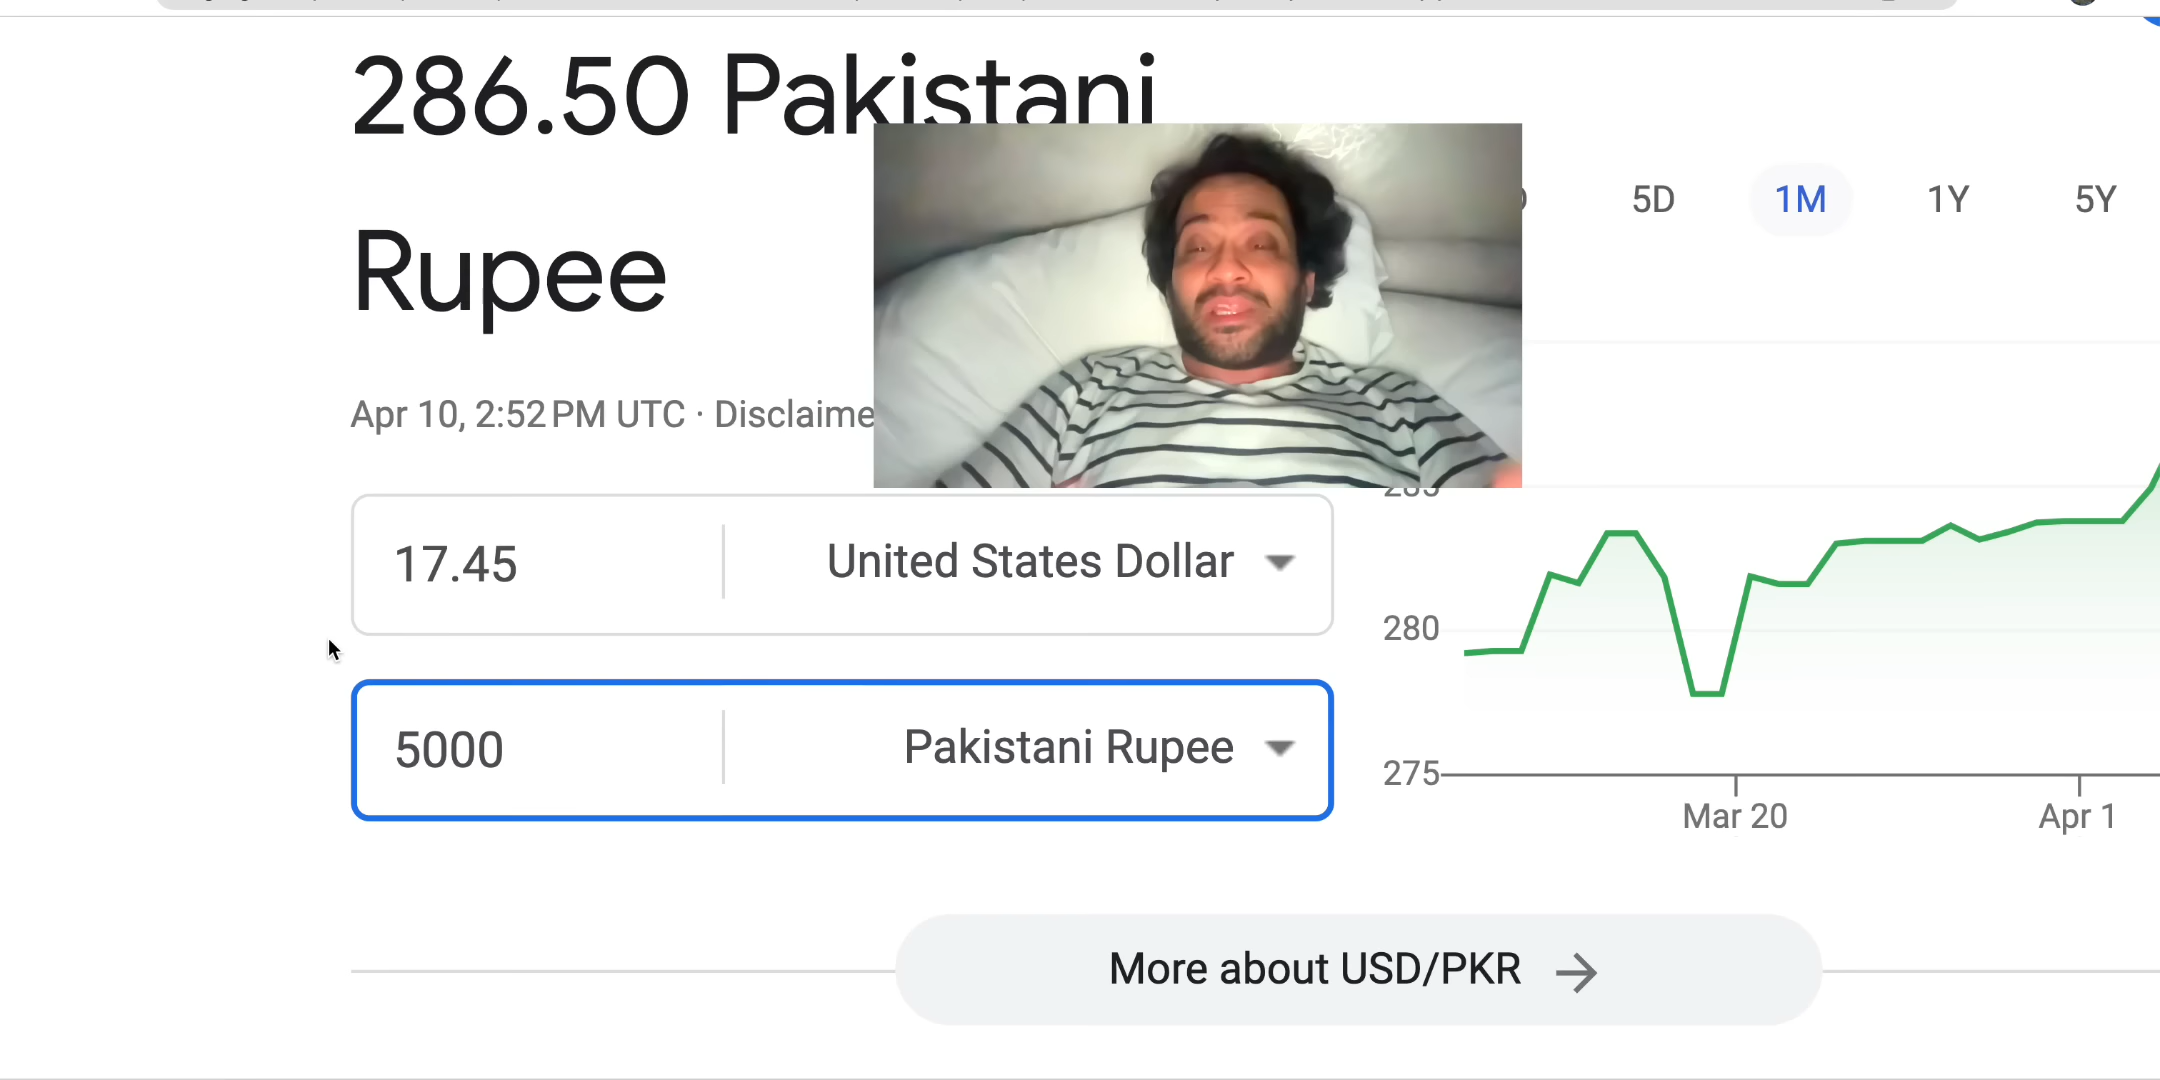 286.50 Pakistani
Rupee
Apr 10, 2:52 PM UTC · Disclaime
5D 1M 1Y 5Y
17.45 United States Dollar
5000 Pakistani Rupee
285
280
275
Mar 20 Apr 1
More about USD/PKR